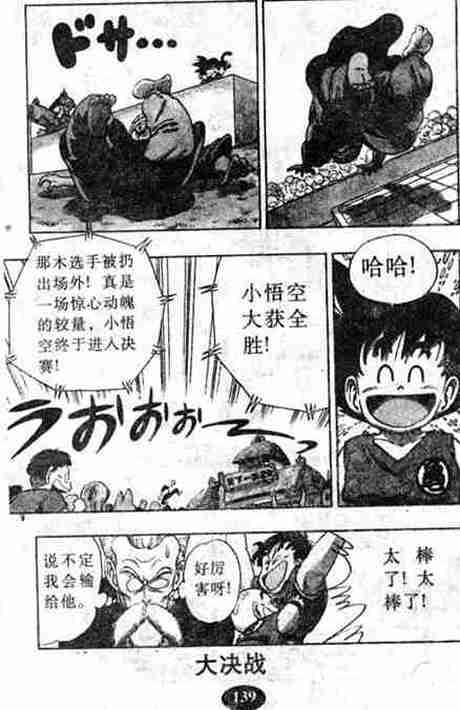 ドサ…
哈哈!
小悟空
大获全
胜!
那木选手被扔
出场外! 真是
一场惊心动魄
的较量, 小悟
空终于进入决
赛!
うおおおーっ
太 棒
了! 太
棒了!
好厉
害呀!
说不定
我会输
给他。
大决战
139